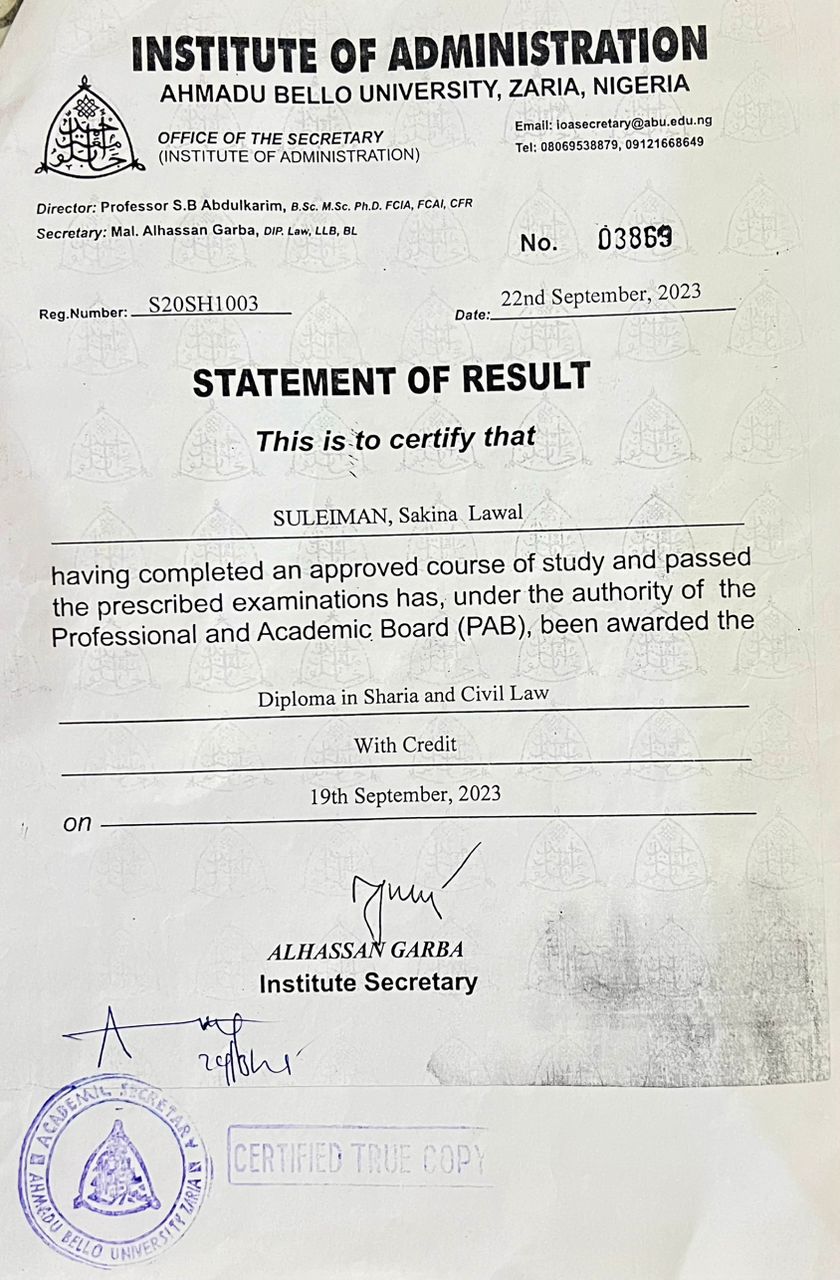 INSTITUTE OF ADMINISTRATION
AHMADU BELLO UNIVERSITY, ZARIA, NIGERIA
OFFICE OF THE SECRETARY
(INSTITUTE OF ADMINISTRATION)
Email: ioasecretary@abu.edu.ng
Tel: 08069538879, 09121668649
Director: Professor S.B Abdulkarim, B.Sc. M.Sc. Ph.D. FCIA, FCAI, CFR
Secretary: Mal. Alhassan Garba, DIP. Law, LLB, BL
No. 03869
Reg.Number: S20SH1003
Date: 22nd September, 2023
STATEMENT OF RESULT
This is to certify that
SULEIMAN, Sakina Lawal
having completed an approved course of study and passed
the prescribed examinations has, under the authority of the
Professional and Academic Board (PAB), been awarded the
Diploma in Sharia and Civil Law
With Credit
19th September, 2023
on
ALHASSAN GARBA
Institute Secretary
ACADEMIC SECRETARY
AHMADU BELLO UNIVERSITY ZARIA
CERTIFIED TRUE COPY